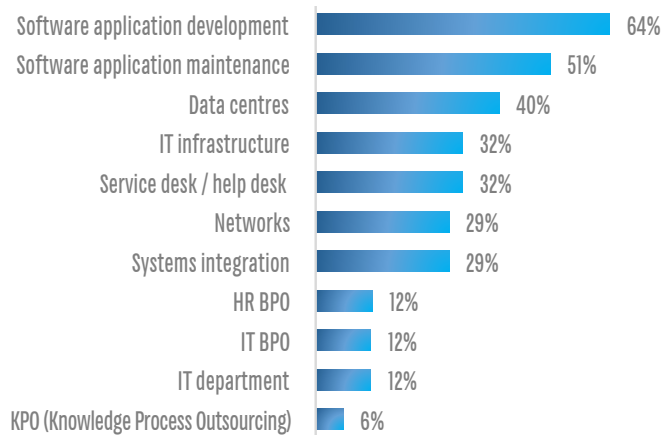 Software application development 64%
Software application maintenance 51%
Data centres 40%
IT infrastructure 32%
Service desk / help desk 32%
Networks 29%
Systems integration 29%
HR BPO 12%
IT BPO 12%
IT department 12%
KPO (Knowledge Process Outsourcing) 6%